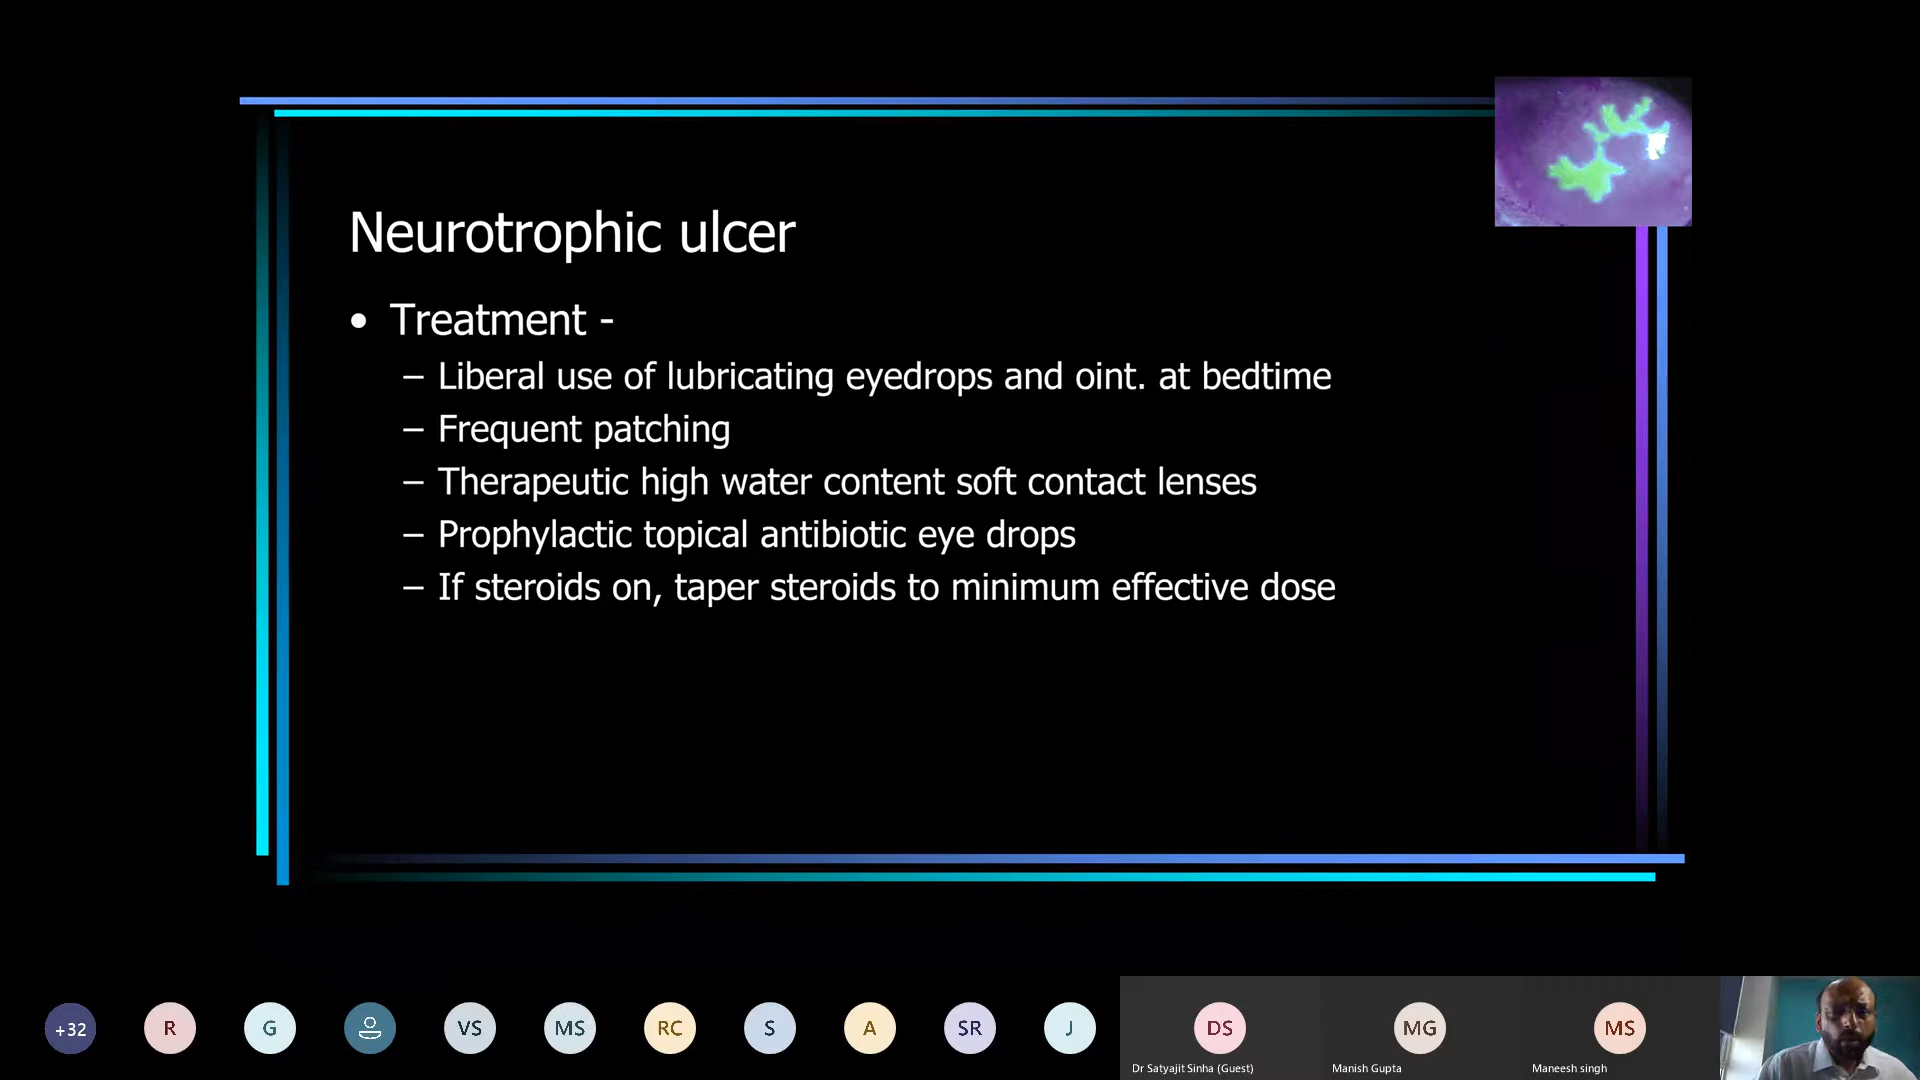 Neurotrophic ulcer
• Treatment -
– Liberal use of lubricating eyedrops and oint. at bedtime
– Frequent patching
– Therapeutic high water content soft contact lenses
– Prophylactic topical antibiotic eye drops
– If steroids on, taper steroids to minimum effective dose
+32 R G VS MS RC S A SR J DS MG MS
Dr Satyajit Sinha (Guest) Manish Gupta Maneesh singh